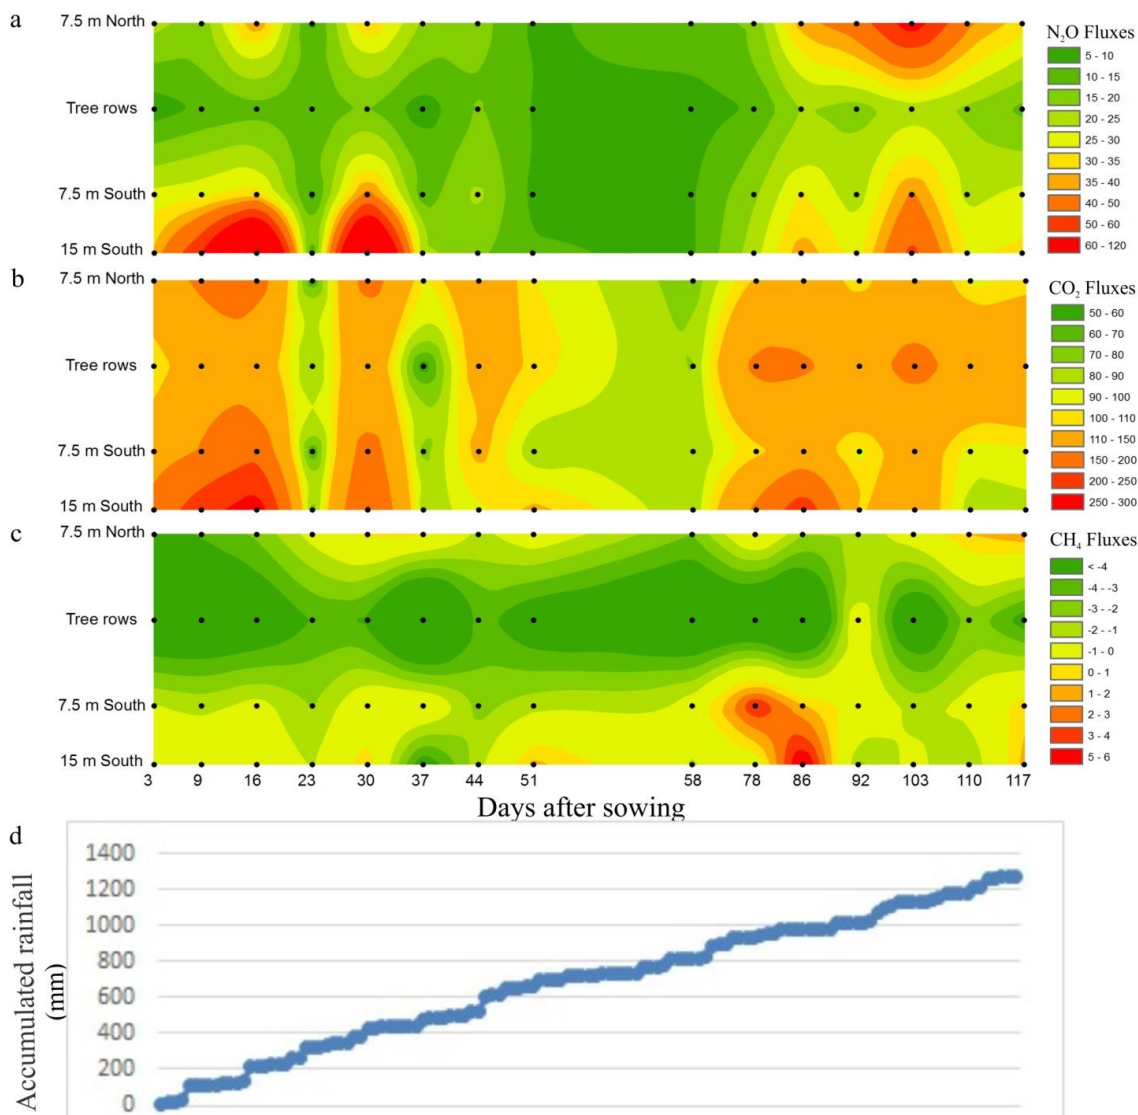 a
7.5 m North
Tree rows
7.5 m South
15 m South
N₂O Fluxes
5 - 10
10 - 15
15 - 20
20 - 25
25 - 30
30 - 35
35 - 40
40 - 50
50 - 60
60 - 120
b
7.5 m North
Tree rows
7.5 m South
15 m South
CO₂ Fluxes
50 - 60
60 - 70
70 - 80
80 - 90
90 - 100
100 - 110
110 - 150
150 - 200
200 - 250
250 - 300
c
7.5 m North
Tree rows
7.5 m South
15 m South
CH₄ Fluxes
< -4
-4 - -3
-3 - -2
-2 - -1
-1 - 0
0 - 1
1 - 2
2 - 3
3 - 4
5 - 6
3 9 16 23 30 37 44 51 58 78 86 92 103 110 117
Days after sowing
d
Accumulated rainfall
(mm)
1400
1200
1000
800
600
400
200
0